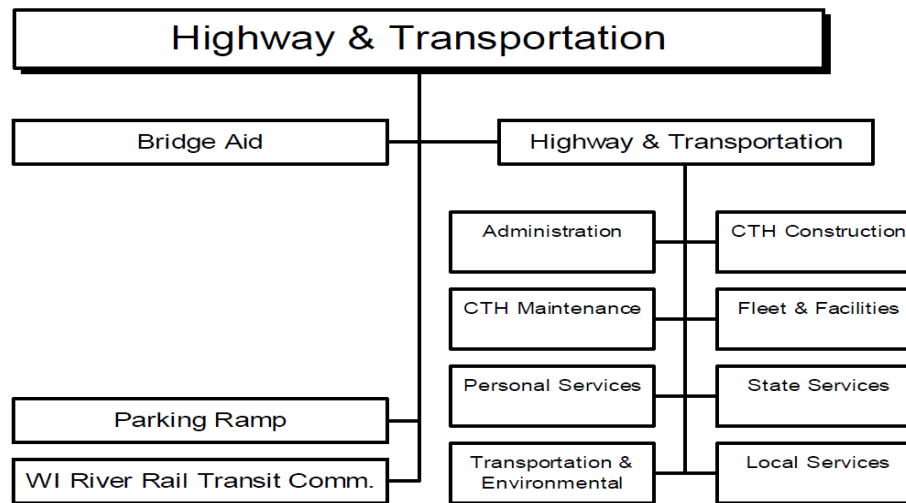 Highway & Transportation
Bridge Aid
Highway & Transportation
Administration
CTH Construction
CTH Maintenance
Fleet & Facilities
Personal Services
State Services
Parking Ramp
WI River Rail Transit Comm.
Transportation &
Environmental
Local Services